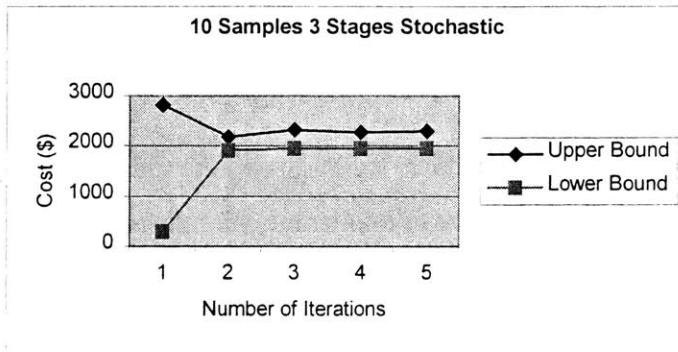 10 Samples 3 Stages Stochastic
3000
2000
1000
0
Cost ($)
1 2 3 4 5
Number of Iterations
Upper Bound
Lower Bound